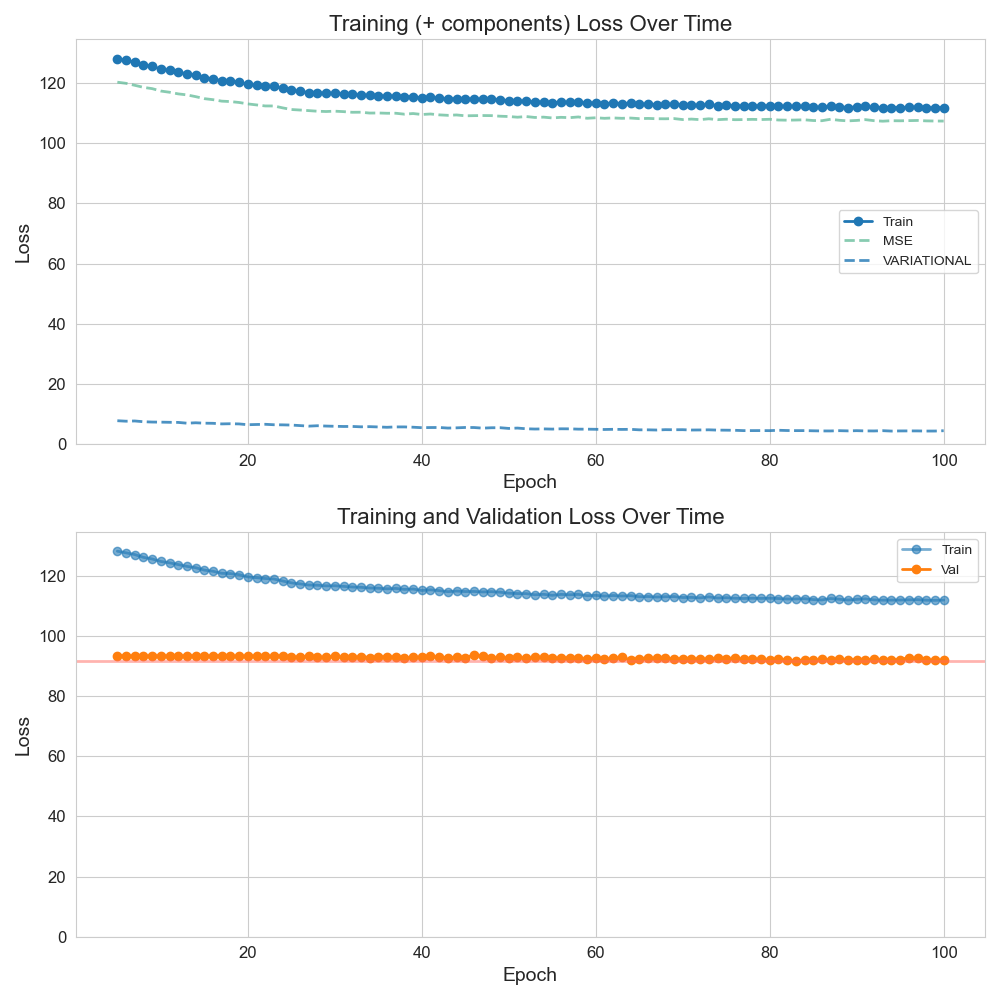 Training (+ components) Loss Over Time
Loss
120
100
80
60
40
20
0
Train
MSE
VARIATIONAL
20 40 60 80 100
Epoch
Training and Validation Loss Over Time
Loss
120
100
80
60
40
20
0
Train
Val
20 40 60 80 100
Epoch